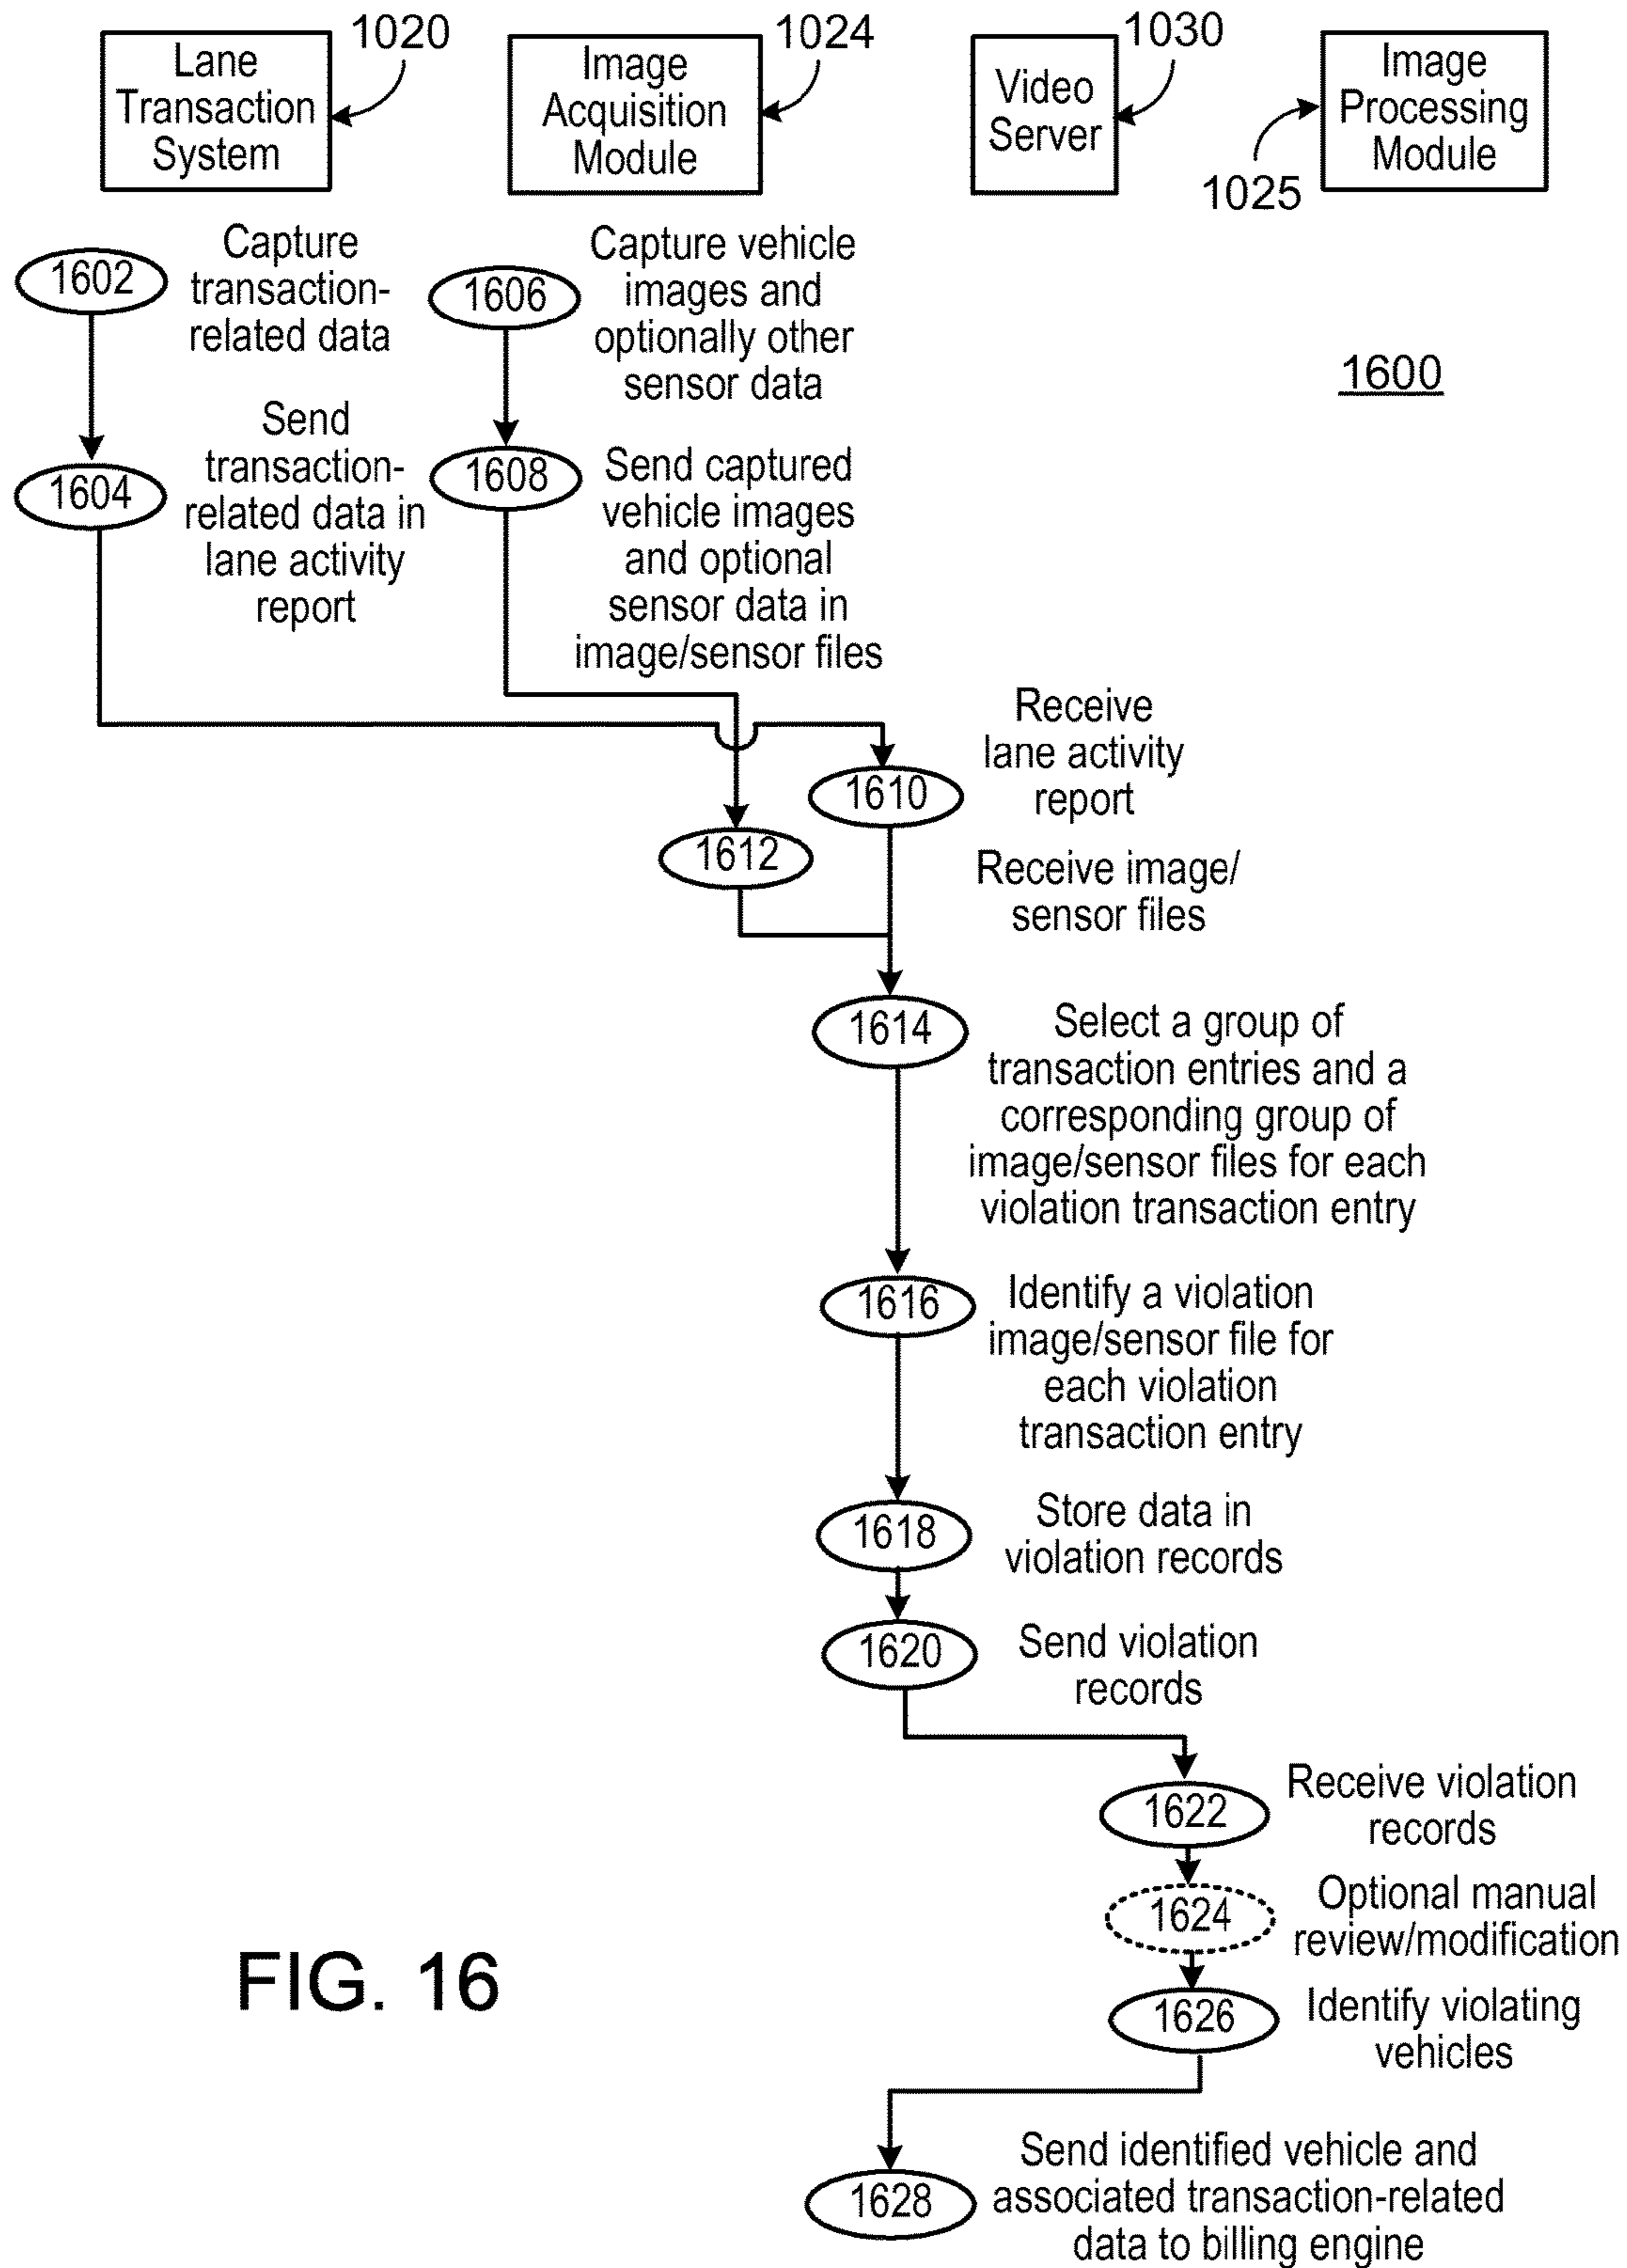 Lane
Transaction
System
1020
Image
Acquisition
Module
1024
Video
Server
1030
Image
Processing
Module
1025
1602
Capture
transaction-
related data
1606
Capture vehicle
images and
optionally other
sensor data
1600
1604
Send
transaction-
related data in
lane activity
report
1608
Send captured
vehicle images
and optional
sensor data in
image/sensor files
1610
Receive
lane activity
report
1612
Receive image/
sensor files
1614
Select a group of
transaction entries and a
corresponding group of
image/sensor files for each
violation transaction entry
1616
Identify a violation
image/sensor file for
each violation
transaction entry
1618
Store data in
violation records
1620
Send violation
records
1622
Receive violation
records
1624
Optional manual
review/modification
1626
Identify violating
vehicles
1628
Send identified vehicle and
associated transaction-related
data to billing engine
FIG. 16